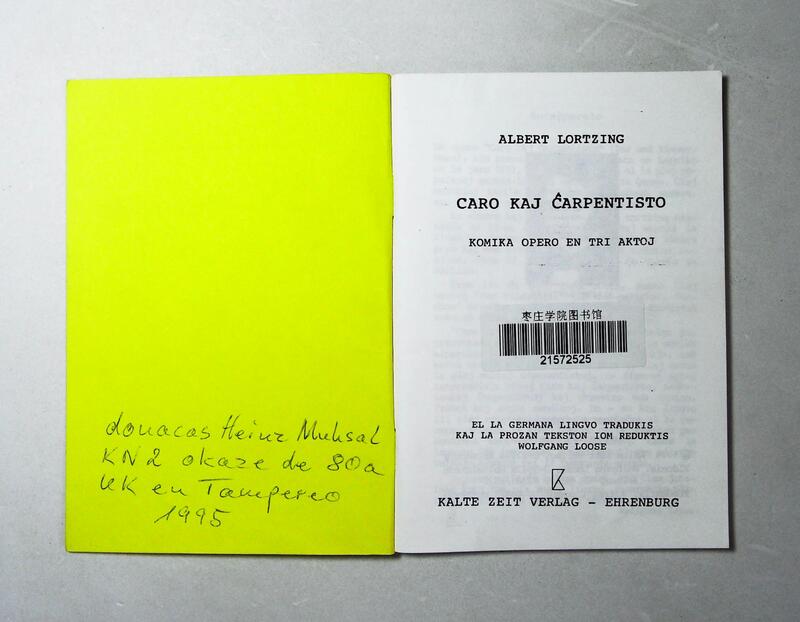 donacas Heinz
KN2 okaze de 80a
UK en Tampereo
1995
ALBERT LORTZING
CARO KAJ ĈARPENTISTO
KOMIKA OPERO EN TRI AKTOJ
枣庄学院图书馆
21572525
EL LA GERMANA LINGVO TRADUKIS
KAJ LA PROZAN TEKSTON IOM REDUKTIS
WOLFGANG LOOSE
KALTE ZEIT VERLAG - EHRENBURG